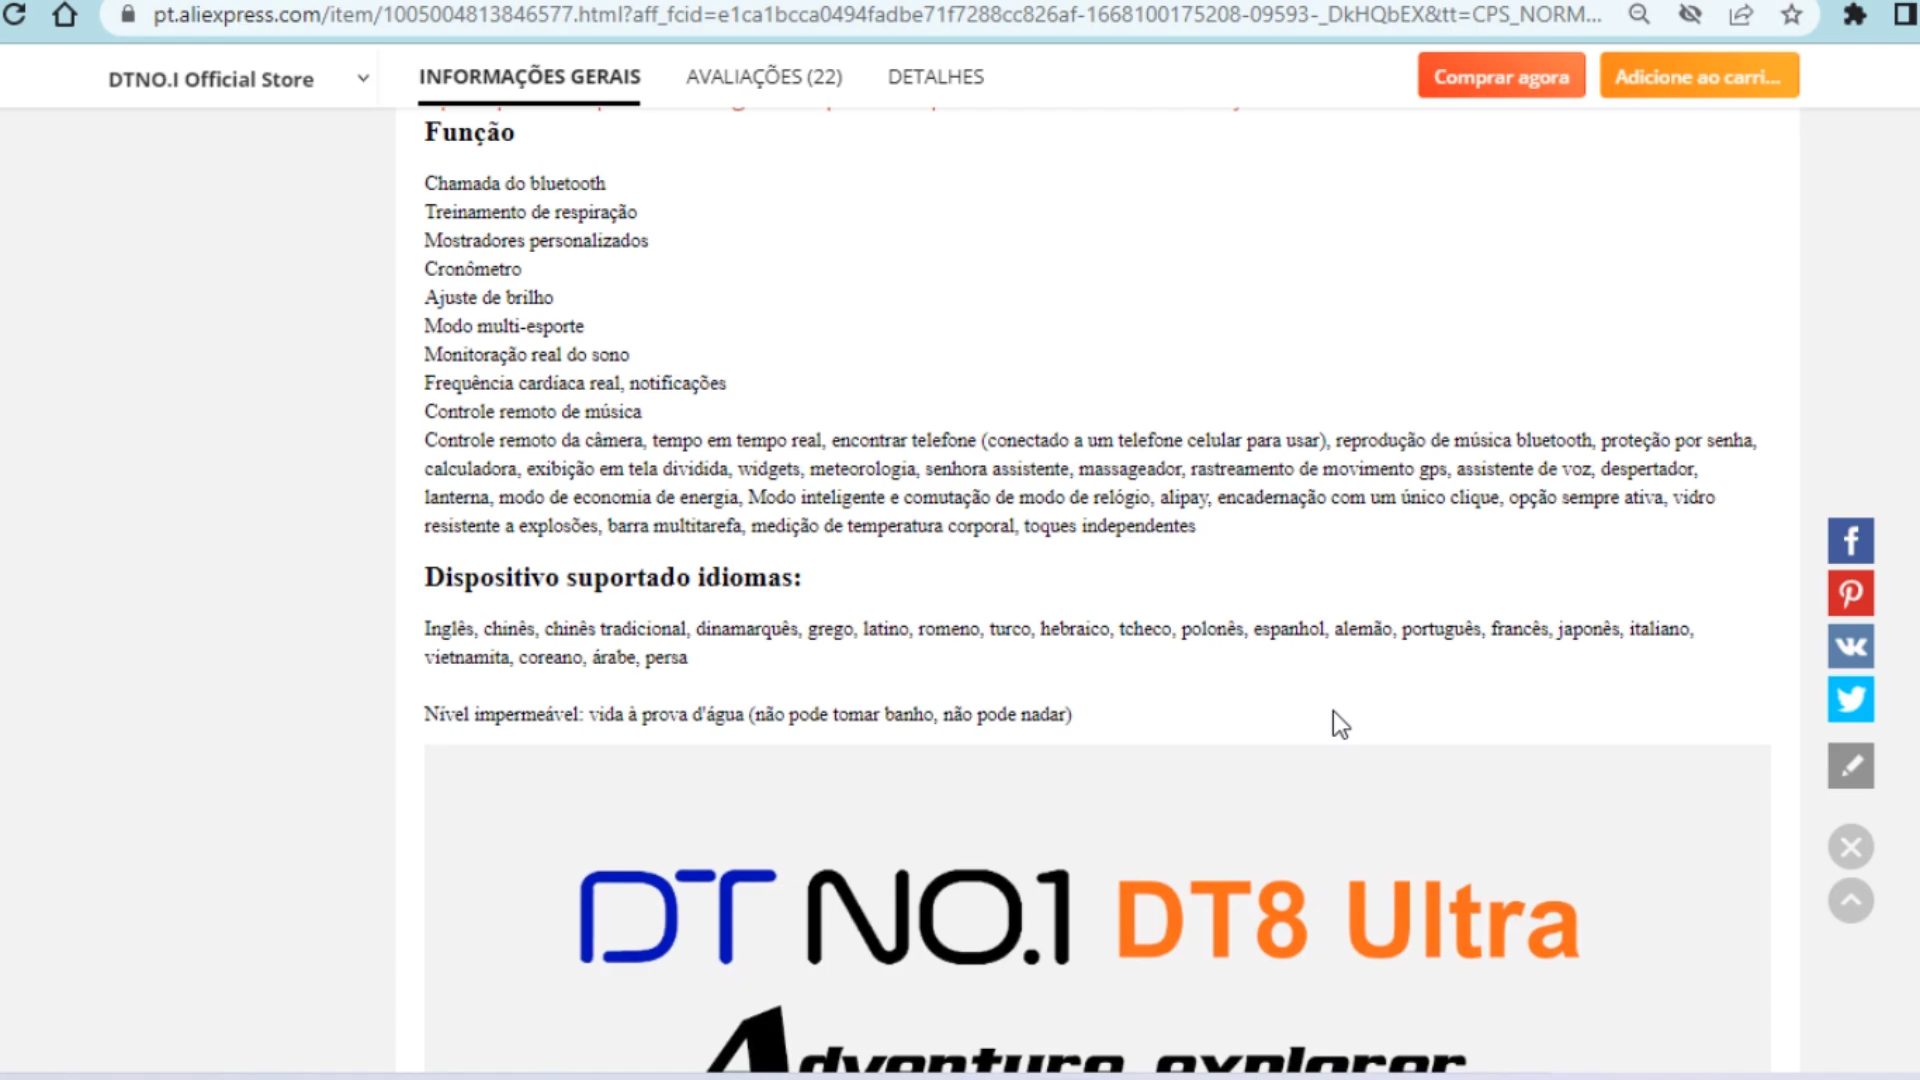 pt.aliexpress.com/item/1005004813846577.html?aff_fcid=e1ca1bcca0494fadbe71f7288cc826af-1668100175208-09593-_DkHQbEX&tt=CPS_NORM...
DTNO.I Official Store
INFORMAÇÕES GERAIS
AVALIAÇÕES (22)
DETALHES
Comprar agora
Adicione ao carri...
Função
Chamada do bluetooth
Treinamento de respiração
Mostradores personalizados
Cronômetro
Ajuste de brilho
Modo multi-esporte
Monitoração real do sono
Frequência cardíaca real, notificações
Controle remoto de música
Controle remoto da câmera, tempo em tempo real, encontrar telefone (conectado a um telefone celular para usar), reprodução de música bluetooth, proteção por senha,
calculadora, exibição em tela dividida, widgets, meteorologia, senhora assistente, massageador, rastreamento de movimento gps, assistente de voz, despertador,
lanterna, modo de economia de energia, Modo inteligente e comutação de modo de relógio, alipay, encadernação com um único clique, opção sempre ativa, vidro
resistente a explosões, barra multitarefa, medição de temperatura corporal, toques independentes
Dispositivo suportado idiomas:
Inglês, chinês, chinês tradicional, dinamarquês, grego, latino, romeno, turco, hebraico, tcheco, polonês, espanhol, alemão, português, francês, japonês, italiano,
vietnamita, coreano, árabe, persa
Nível impermeável: vida à prova d'água (não pode tomar banho, não pode nadar)
DT NO.1 DT8 Ultra
Adventure explorer